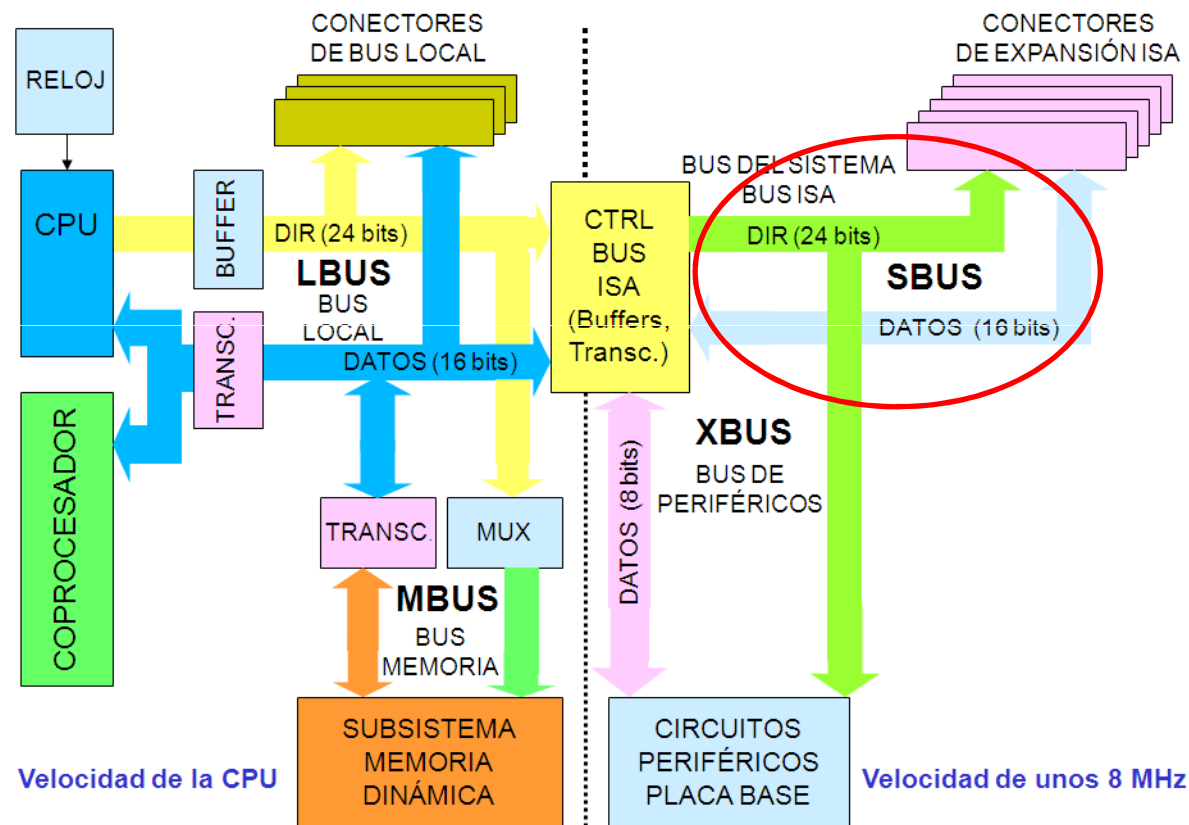 CONECTORES
DE BUS LOCAL
CONECTORES
DE EXPANSIÓN ISA
RELOJ
CPU
BUFFER
DIR (24 bits)
LBUS
BUS
LOCAL
TRANSC.
DATOS (16 bits)
CTRL
BUS
ISA
(Buffers,
Transc.)
BUS DEL SISTEMA
BUS ISA
DIR (24 bits)
SBUS
DATOS (16 bits)
COPROCESADOR
XBUS
BUS DE
PERIFÉRICOS
DATOS (8 bits)
TRANSC.
MUX
MBUS
BUS
MEMORIA
SUBSISTEMA
MEMORIA
DINÁMICA
CIRCUITOS
PERIFÉRICOS
PLACA BASE
Velocidad de la CPU
Velocidad de unos 8 MHz